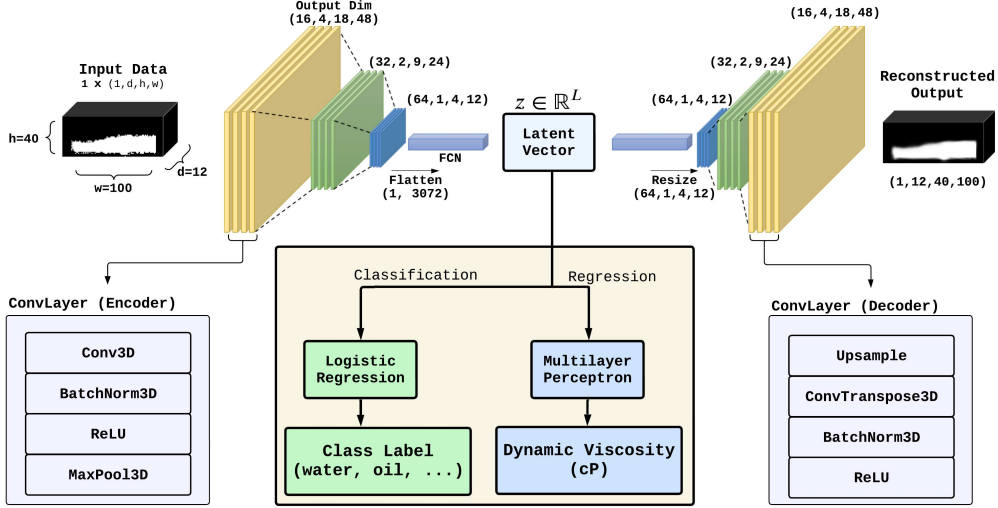 Output Dim
(16,4,18,48)
(32,2,9,24)
(64,1,4,12)
Input Data
1 x (1,d,h,w)
h=40
w=100
d=12
FCN
Flatten
(1, 3072)
z ∈ ℝ^L
Latent
Vector
(16,4,18,48)
(32,2,9,24)
(64,1,4,12)
Resize
(64,1,4,12)
Reconstructed
Output
(1,12,40,100)
ConvLayer (Encoder)
Conv3D
BatchNorm3D
ReLU
MaxPool3D
Classification
Regression
Logistic
Regression
Multilayer
Perceptron
Class Label
(water, oil, ...)
Dynamic Viscosity
(cP)
ConvLayer (Decoder)
Upsample
ConvTranspose3D
BatchNorm3D
ReLU